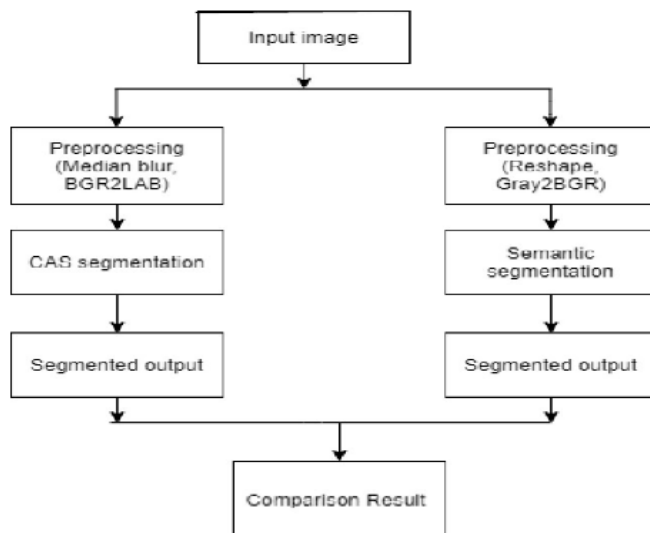 Input image
Preprocessing
(Median blur,
BGR2LAB)
Preprocessing
(Reshape,
Gray2BGR)
CAS segmentation
Semantic
segmentation
Segmented output
Segmented output
Comparison Result